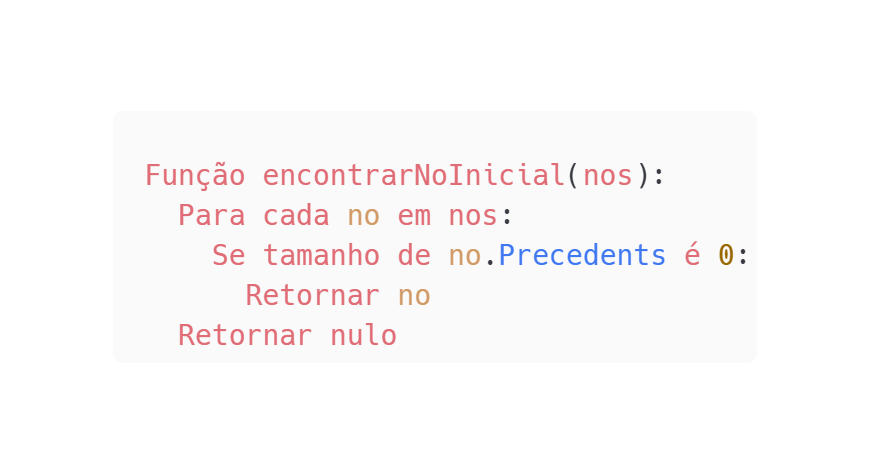 Função encontrarNoInicial(nos):
Para cada no em nos:
Se tamanho de no.Precedents é 0:
Retornar no
Retornar nulo